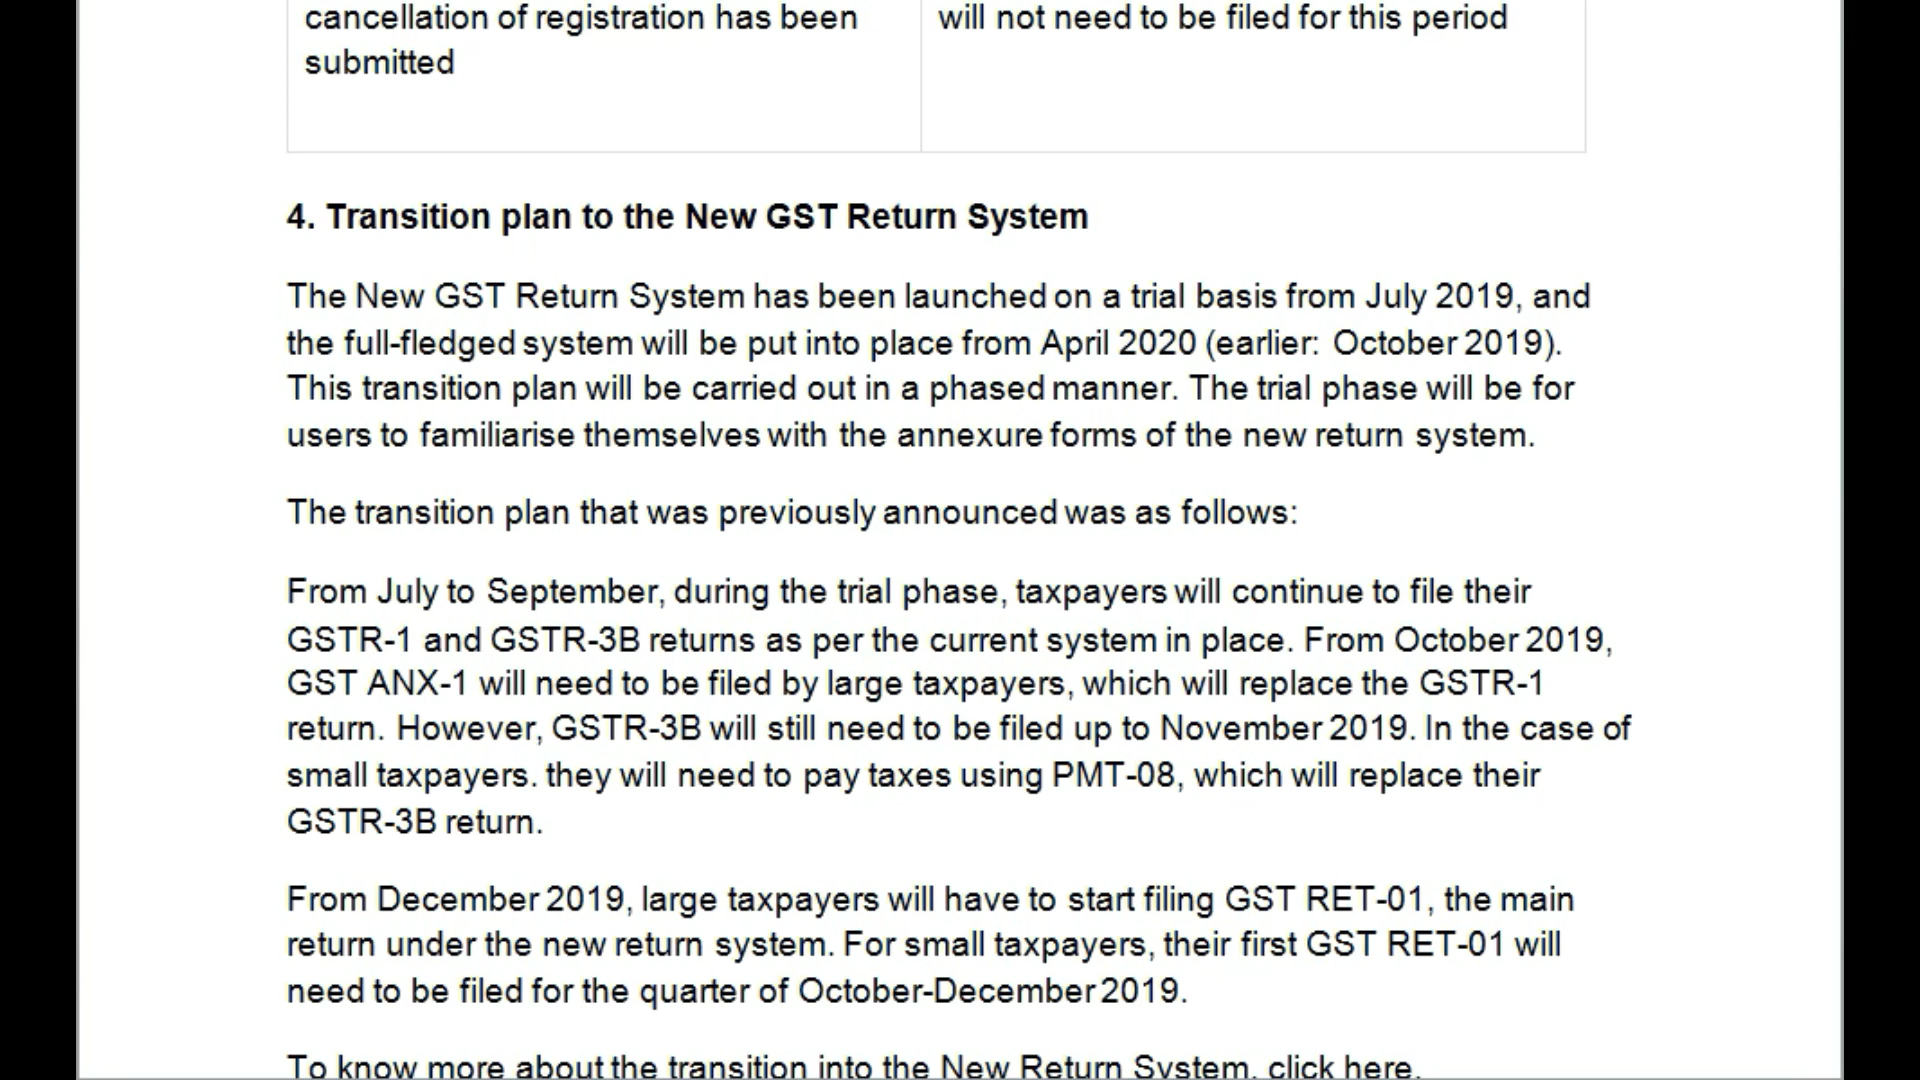 cancellation of registration has been
submitted
will not need to be filed for this period
4. Transition plan to the New GST Return System
The New GST Return System has been launched on a trial basis from July 2019, and
the full-fledged system will be put into place from April 2020 (earlier: October 2019).
This transition plan will be carried out in a phased manner. The trial phase will be for
users to familiarise themselves with the annexure forms of the new return system.
The transition plan that was previously announced was as follows:
From July to September, during the trial phase, taxpayers will continue to file their
GSTR-1 and GSTR-3B returns as per the current system in place. From October 2019,
GST ANX-1 will need to be filed by large taxpayers, which will replace the GSTR-1
return. However, GSTR-3B will still need to be filed up to November 2019. In the case of
small taxpayers. they will need to pay taxes using PMT-08, which will replace their
GSTR-3B return.
From December 2019, large taxpayers will have to start filing GST RET-01, the main
return under the new return system. For small taxpayers, their first GST RET-01 will
need to be filed for the quarter of October-December 2019.
To know more about the transition into the New Return System, click here.